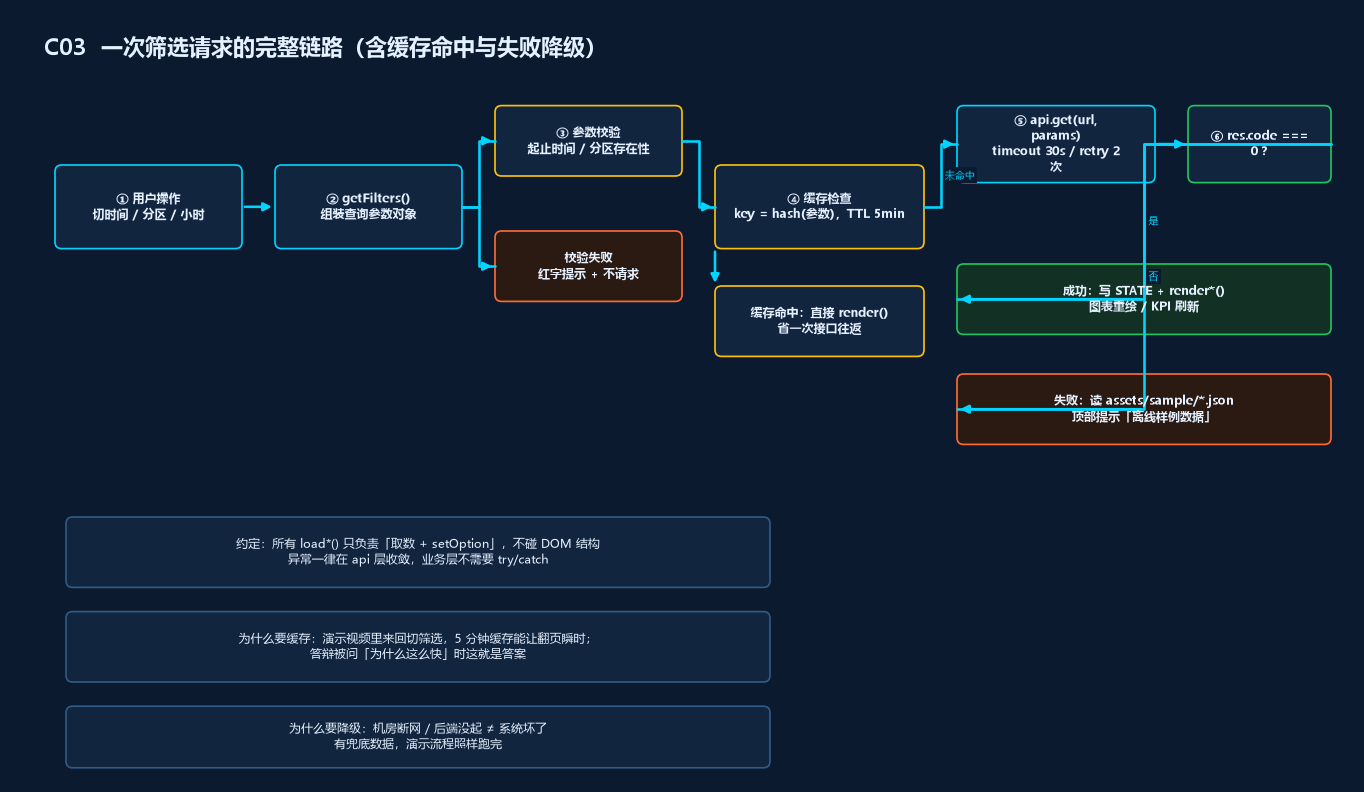 C03 一次筛选请求的完整链路（含缓存命中与失败降级）
① 用户操作
切时间 / 分区 / 小时
② getFilters()
组装查询参数对象
③ 参数校验
起止时间 / 分区存在性
校验失败
红字提示 + 不请求
④ 缓存检查
key = hash(参数)，TTL 5min
缓存命中：直接 render()
省一次接口往返
未命中
⑤ api.get(url,
params)
timeout 30s / retry 2
次
⑥ res.code ===
0 ?
是
否
成功：写 STATE + render*()
图表重绘 / KPI 刷新
失败：读 assets/sample/*.json
顶部提示「离线样例数据」
约定：所有 load*() 只负责「取数 + setOption」，不碰 DOM 结构
异常一律在 api 层收敛，业务层不需要 try/catch
为什么要缓存：演示视频里来回切筛选，5 分钟缓存能让翻页瞬时；
答辩被问「为什么这么快」时这就是答案
为什么要降级：机房断网 / 后端没起 ≠ 系统坏了
有兜底数据，演示流程照样跑完